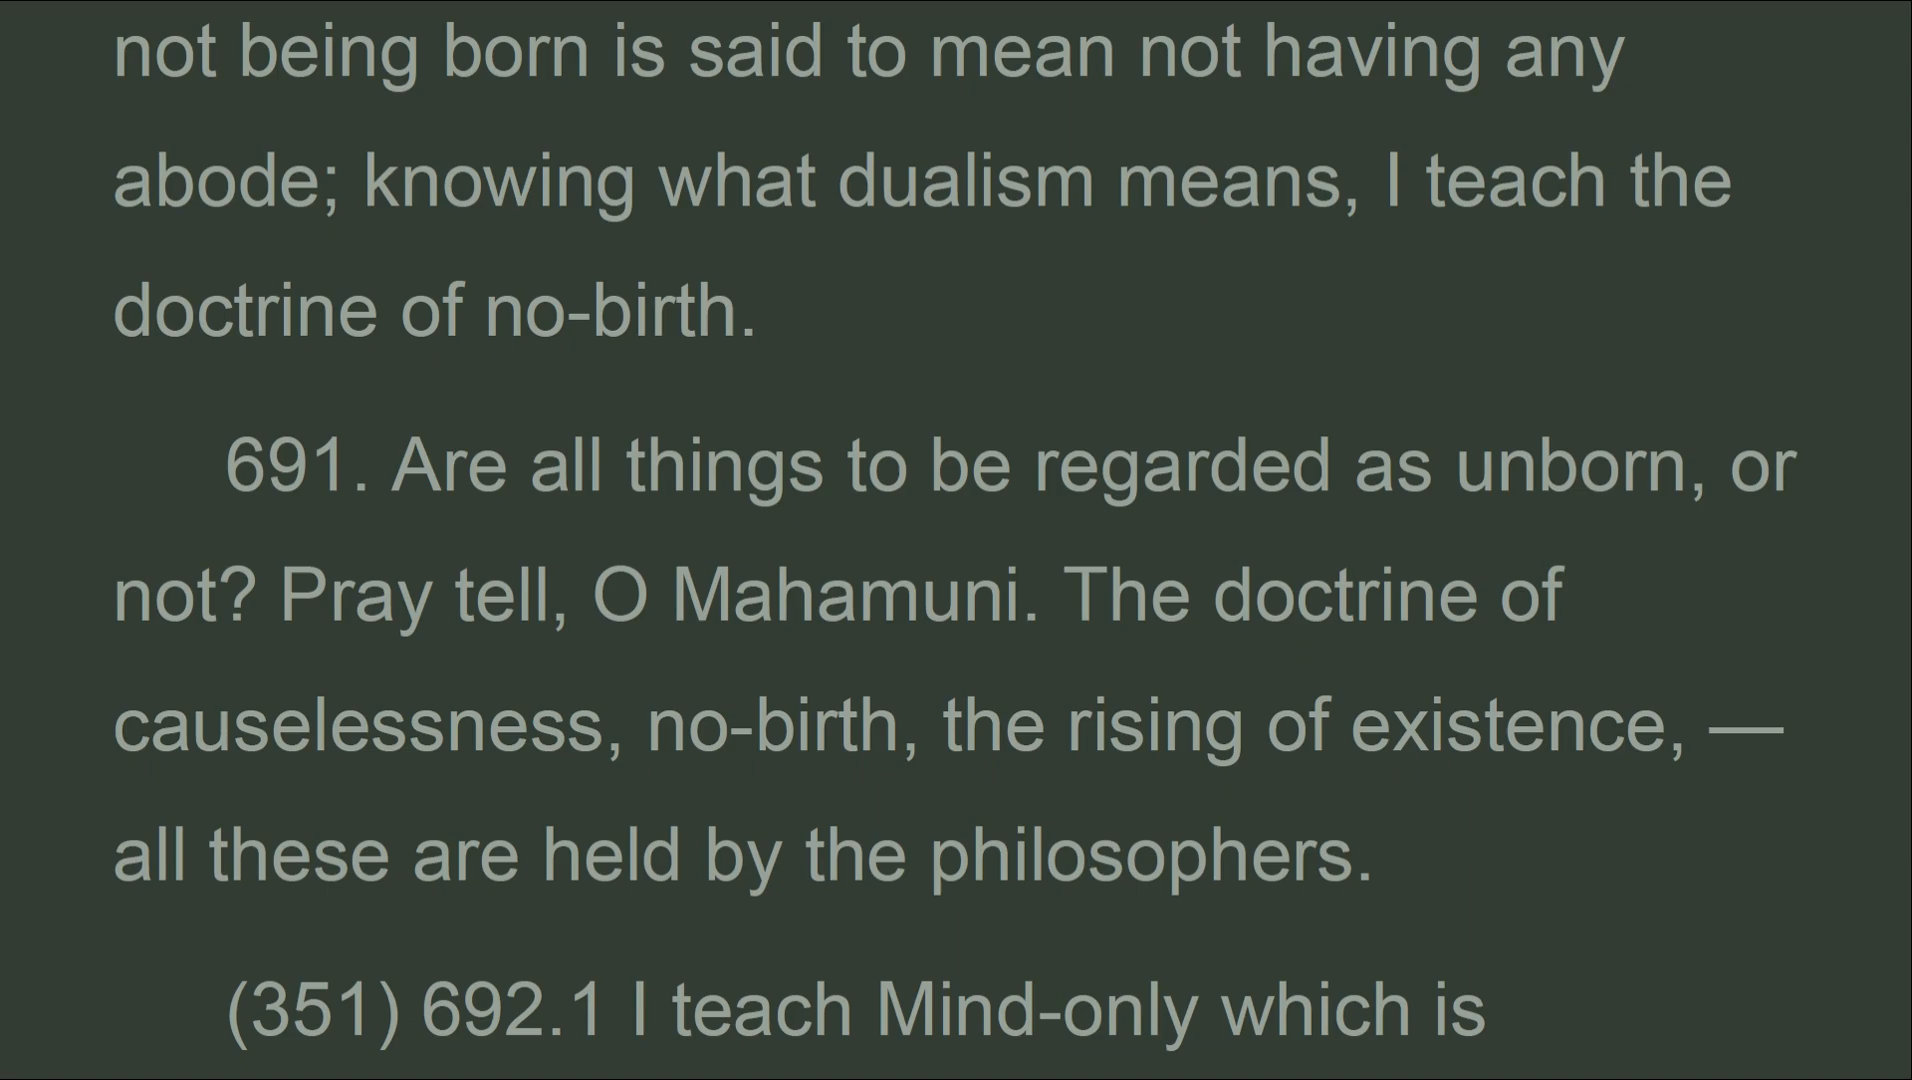 not being born is said to mean not having any
abode; knowing what dualism means, I teach the
doctrine of no-birth.
691. Are all things to be regarded as unborn, or
not? Pray tell, O Mahamuni. The doctrine of
causelessness, no-birth, the rising of existence, —
all these are held by the philosophers.
(351) 692.1 I teach Mind-only which is